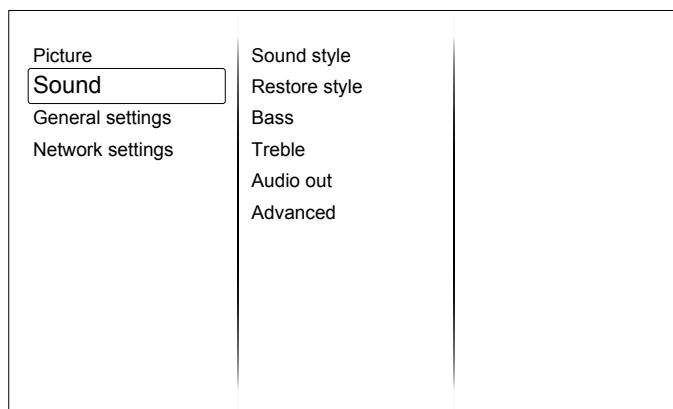 Picture
Sound
General settings
Network settings
Sound style
Restore style
Bass
Treble
Audio out
Advanced